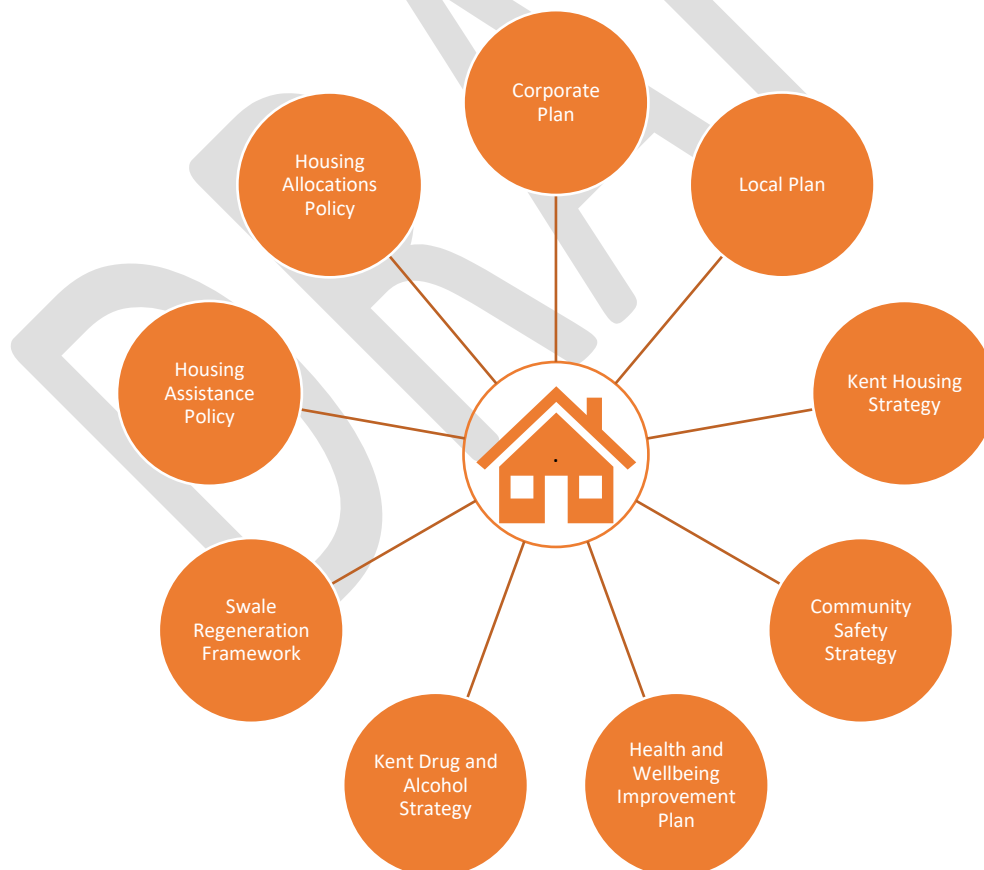 Corporate
Plan
Local Plan
Kent Housing
Strategy
Community
Safety
Strategy
Health and
Wellbeing
Improvement
Plan
Kent Drug and
Alcohol
Strategy
Swale
Regeneration
Framework
Housing
Assistance
Policy
Housing
Allocations
Policy
.
DRA